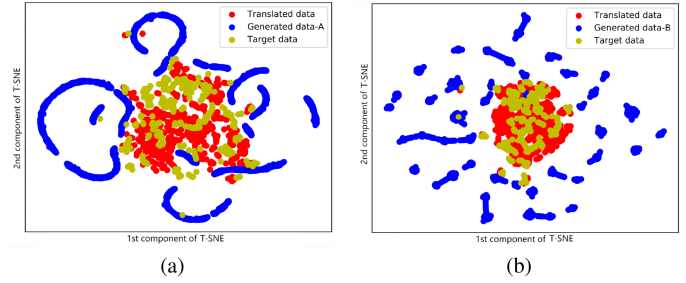 Translated data
Generated data-A
Target data
2nd component of T-SNE
1st component of T-SNE
(a)
Translated data
Generated data-B
Target data
2nd component of T-SNE
1st component of T-SNE
(b)